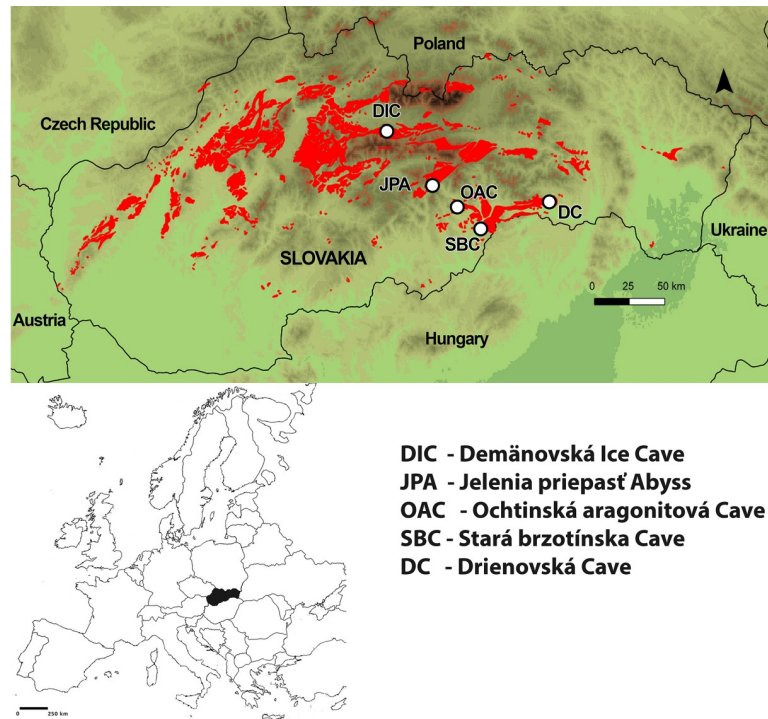 Poland
Czech Republic
DIC
JPA
OAC
DC
SBC
SLOVAKIA
Ukraine
0 25 50 km
Austria
Hungary
DIC - Demänovská Ice Cave
JPA - Jelenia priepasť Abyss
OAC - Ochtinská aragonitová Cave
SBC - Stará brzotínska Cave
DC - Drienovská Cave
0 250 km